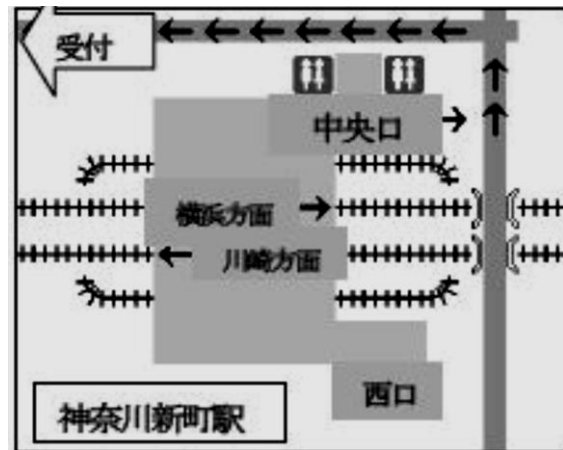 受付
中央口
横浜方面
川崎方面
西口
神奈川新町駅